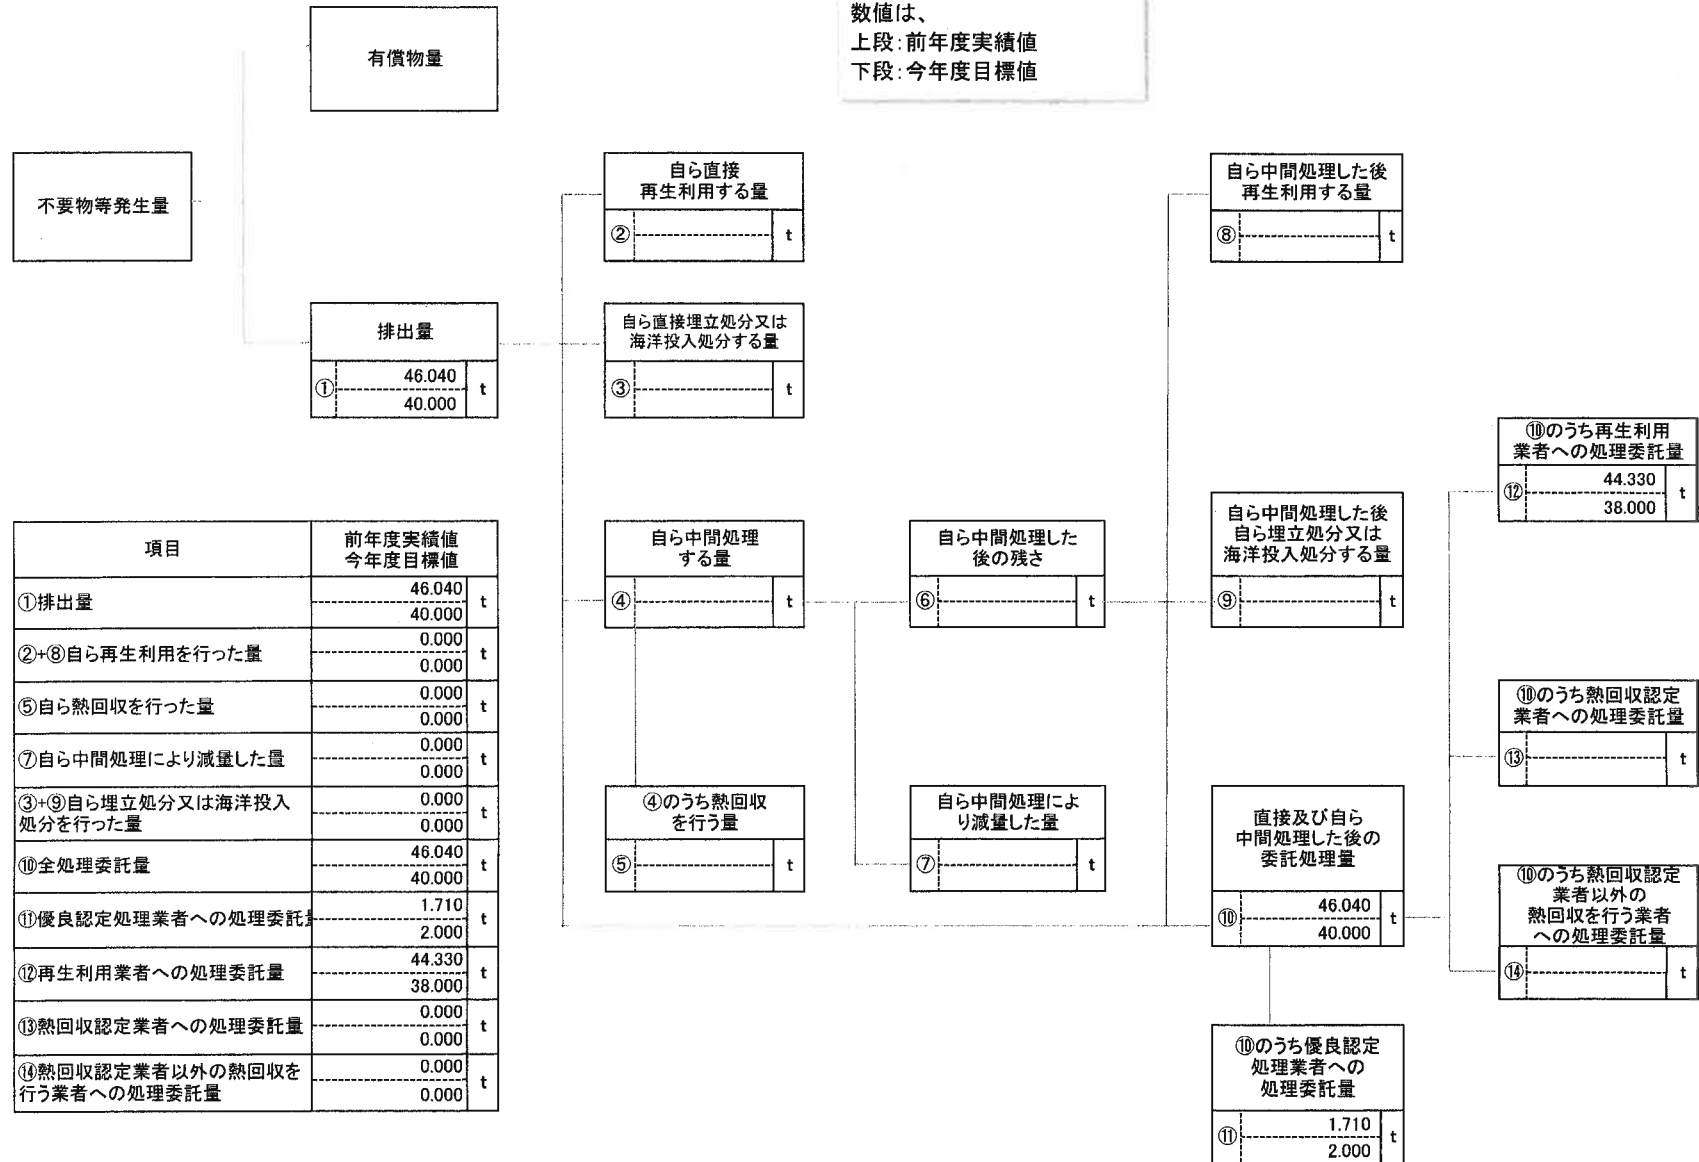 数値は、
上段:前年度実績値
下段:今年度目標値
有償物量
不要物等発生量
排出量
① 46.040 t
40.000
自ら直接
再生利用する量
② t
自ら直接埋立処分又は
海洋投入処分する量
③ t
自ら中間処理
する量
④ t
④のうち熱回収
を行う量
⑤ t
自ら中間処理した
後の残さ
⑥ t
自ら中間処理によ
り減量した量
⑦ t
自ら中間処理した後
再生利用する量
⑧ t
自ら中間処理した後
自ら埋立処分又は
海洋投入処分する量
⑨ t
直接及び自ら
中間処理した後の
委託処理量
⑩ 46.040 t
40.000
⑩のうち優良認定
処理業者への
処理委託量
⑪ 1.710 t
2.000
⑩のうち再生利用
業者への処理委託量
⑫ 44.330 t
38.000
⑩のうち熱回収認定
業者への処理委託量
⑬ t
⑩のうち熱回収認定
業者以外の
熱回収を行う業者
への処理委託量
⑭ t
項目 前年度実績値
今年度目標値
①排出量 46.040 t
40.000
②+⑧自ら再生利用を行った量 0.000 t
0.000
⑤自ら熱回収を行った量 0.000 t
0.000
⑦自ら中間処理により減量した量 0.000 t
0.000
③+⑨自ら埋立処分又は海洋投入
処分を行った量 0.000 t
0.000
⑩全処理委託量 46.040 t
40.000
⑪優良認定処理業者への処理委託量 1.710 t
2.000
⑫再生利用業者への処理委託量 44.330 t
38.000
⑬熱回収認定業者への処理委託量 0.000 t
0.000
⑭熱回収認定業者以外の熱回収を
行う業者への処理委託量 0.000 t
0.000